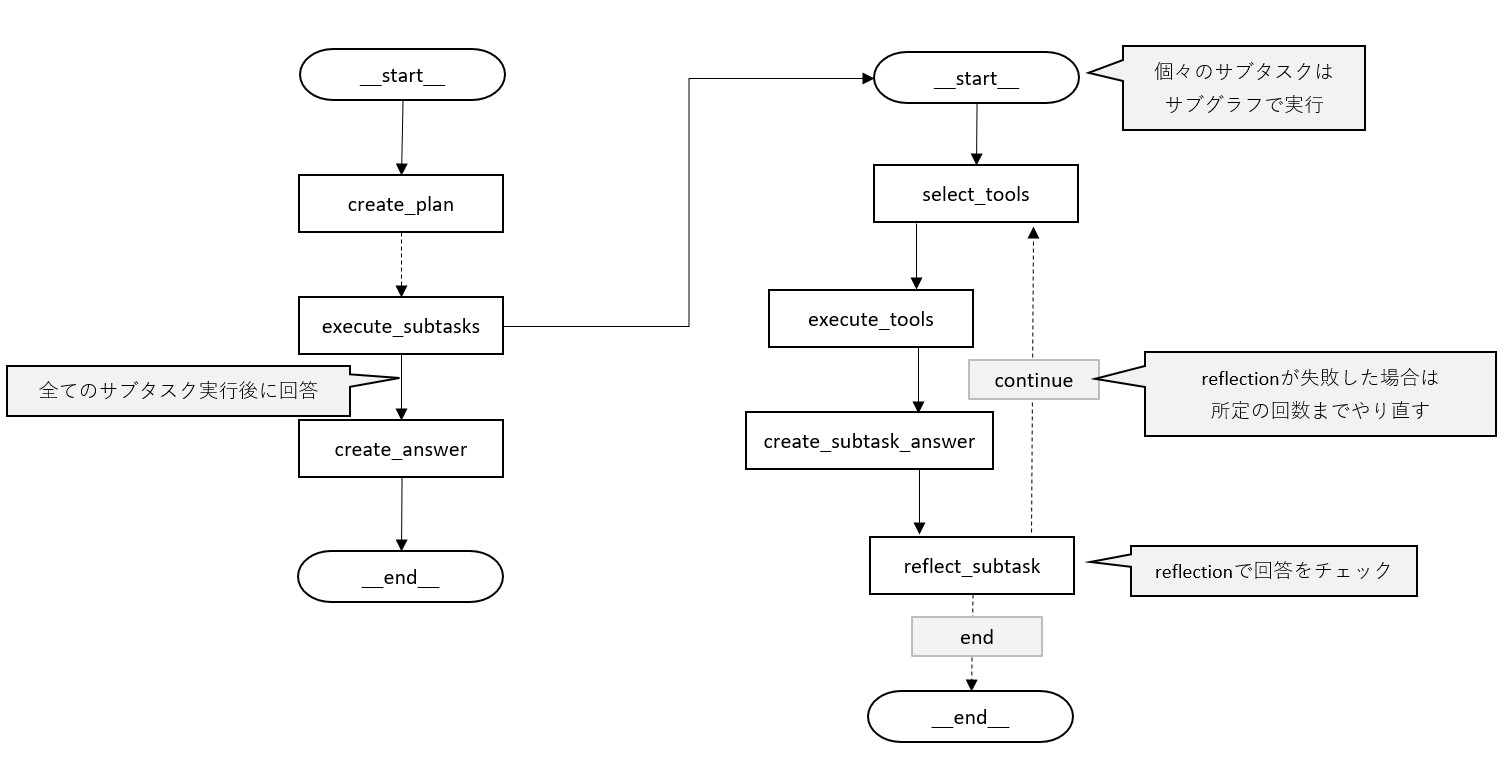 __start__
create_plan
execute_subtasks
全てのサブタスク実行後に回答
create_answer
__end__
__start__
個々のサブタスクは
サブグラフで実行
select_tools
execute_tools
continue
reflectionが失敗した場合は
所定の回数までやり直す
create_subtask_answer
reflect_subtask
reflectionで回答をチェック
end
__end__